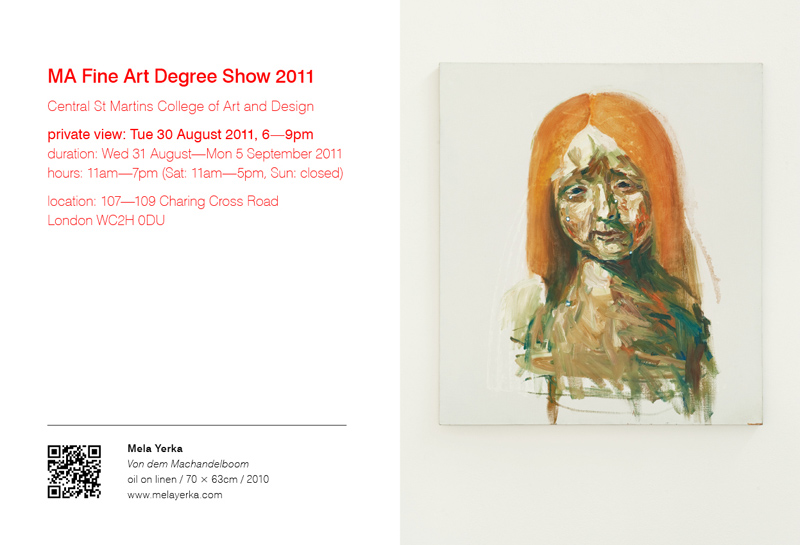 MA Fine Art Degree Show 2011
Central St Martins College of Art and Design
private view: Tue 30 August 2011, 6—9pm
duration: Wed 31 August—Mon 5 September 2011
hours: 11am—7pm (Sat: 11am—5pm, Sun: closed)
location: 107—109 Charing Cross Road
London WC2H 0DU
Mela Yerka
Von dem Machandelboom
oil on linen / 70 × 63cm / 2010
www.melayerka.com